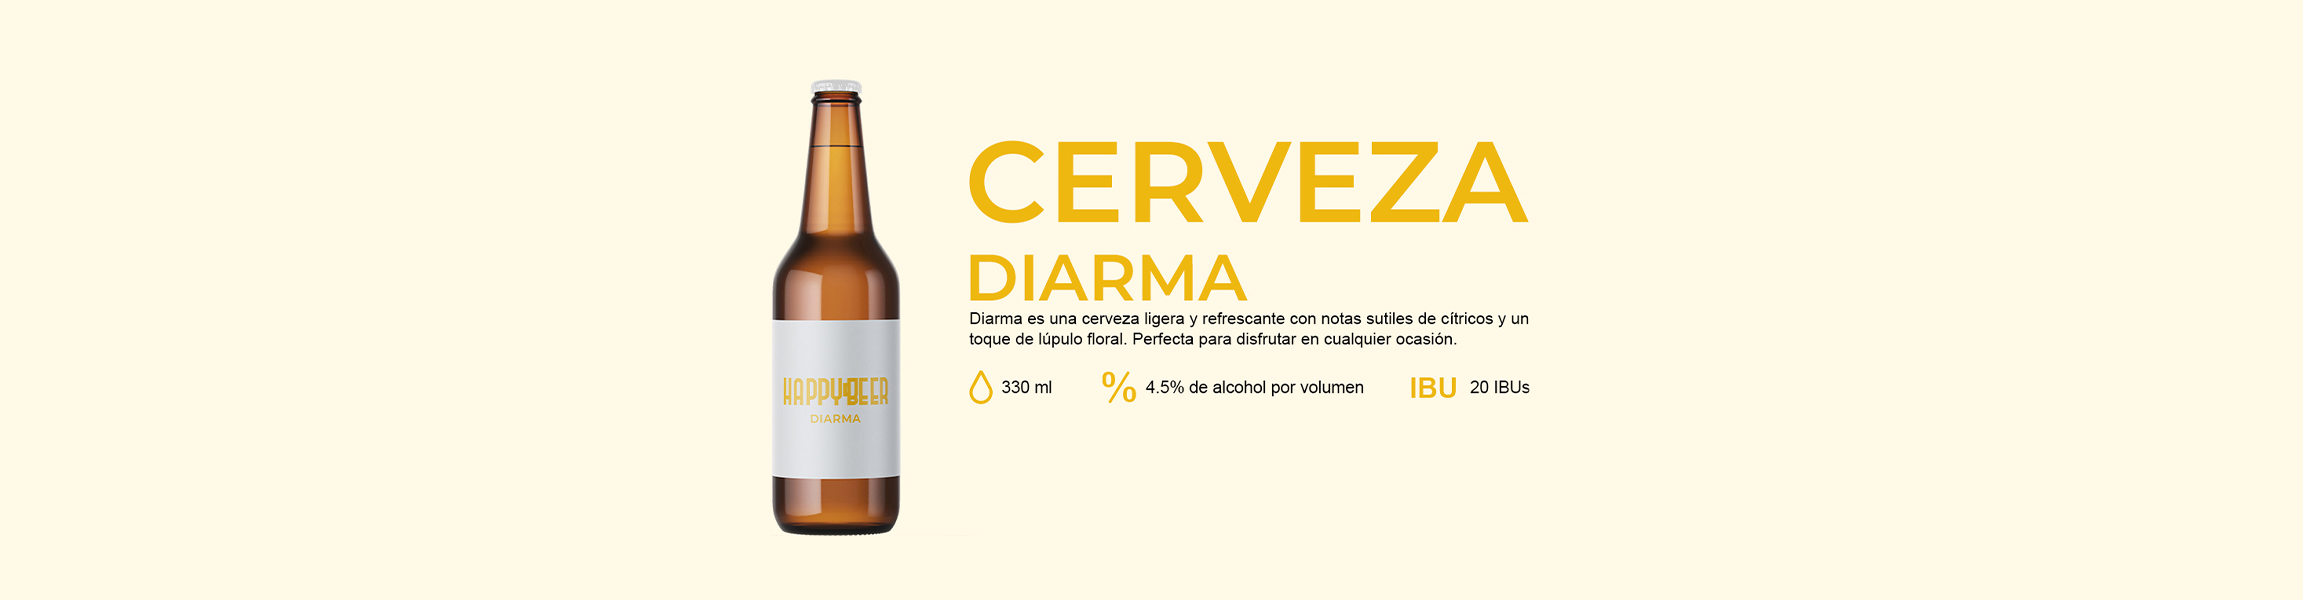 CERVEZA
DIARMA
Diarma es una cerveza ligera y refrescante con notas sutiles de cítricos y un
toque de lúpulo floral. Perfecta para disfrutar en cualquier ocasión.
330 ml % 4.5% de alcohol por volumen IBU 20 IBUs
HAPPY BEER
DIARMA